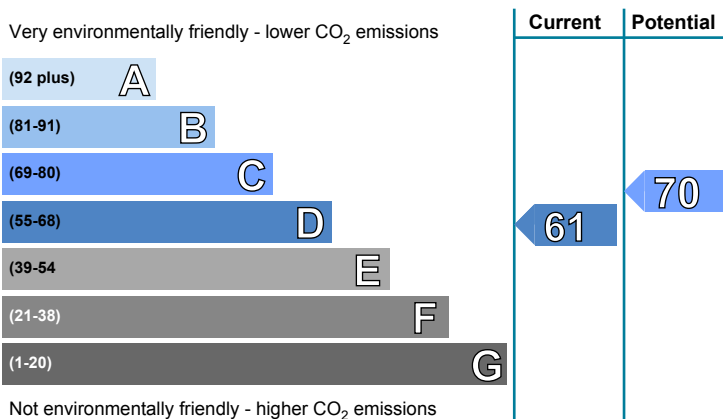 Current Potential
Very environmentally friendly - lower CO2 emissions
(92 plus) A
(81-91) B
(69-80) C
70
(55-68) D
61
(39-54 E
(21-38) F
(1-20) G
Not environmentally friendly - higher CO2 emissions